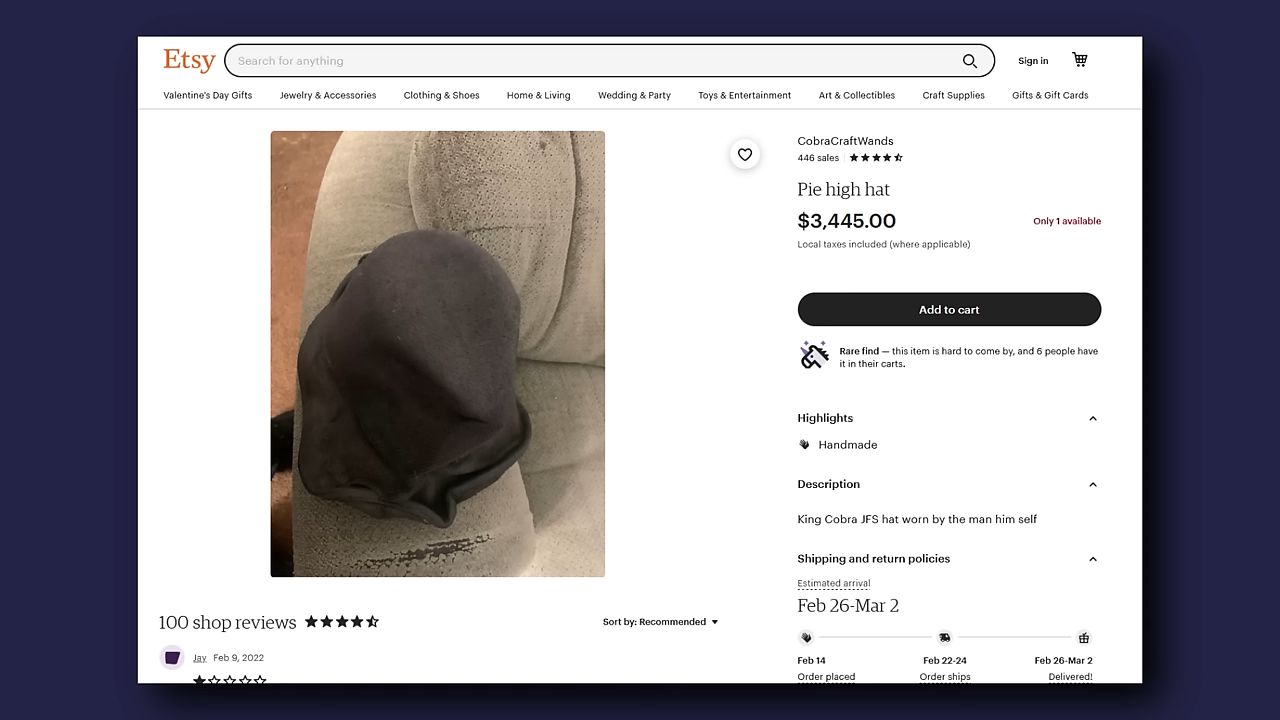 Etsy
Search for anything
Sign in
Valentine's Day Gifts
Jewelry & Accessories
Clothing & Shoes
Home & Living
Wedding & Party
Toys & Entertainment
Art & Collectibles
Craft Supplies
Gifts & Gift Cards
CobraCraftWands
446 sales
Pie high hat
$3,445.00
Only 1 available
Local taxes included (where applicable)
Add to cart
Rare find — this item is hard to come by, and 6 people have
it in their carts.
Highlights
Handmade
Description
King Cobra JFS hat worn by the man him self
Shipping and return policies
Estimated arrival
Feb 26-Mar 2
Feb 14
Feb 22-24
Feb 26-Mar 2
Order placed
Order ships
Delivered!
100 shop reviews
Sort by: Recommended
Jay Feb 9, 2022